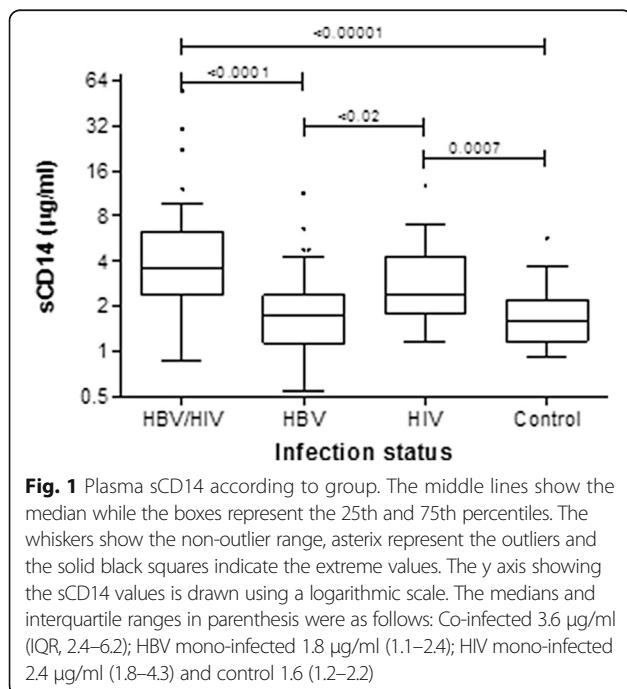 <0.00001
<0.0001
<0.02
0.0007
64
32
16
8
4
2
1
0.5
sCD14 (µg/ml)
HBV/HIV HBV HIV Control
Infection status
Fig. 1 Plasma sCD14 according to group. The middle lines show the
median while the boxes represent the 25th and 75th percentiles. The
whiskers show the non-outlier range, asterix represent the outliers and
the solid black squares indicate the extreme values. The y axis showing
the sCD14 values is drawn using a logarithmic scale. The medians and
interquartile ranges in parenthesis were as follows: Co-infected 3.6 µg/ml
(IQR, 2.4–6.2); HBV mono-infected 1.8 µg/ml (1.1–2.4); HIV mono-infected
2.4 µg/ml (1.8–4.3) and control 1.6 (1.2–2.2)